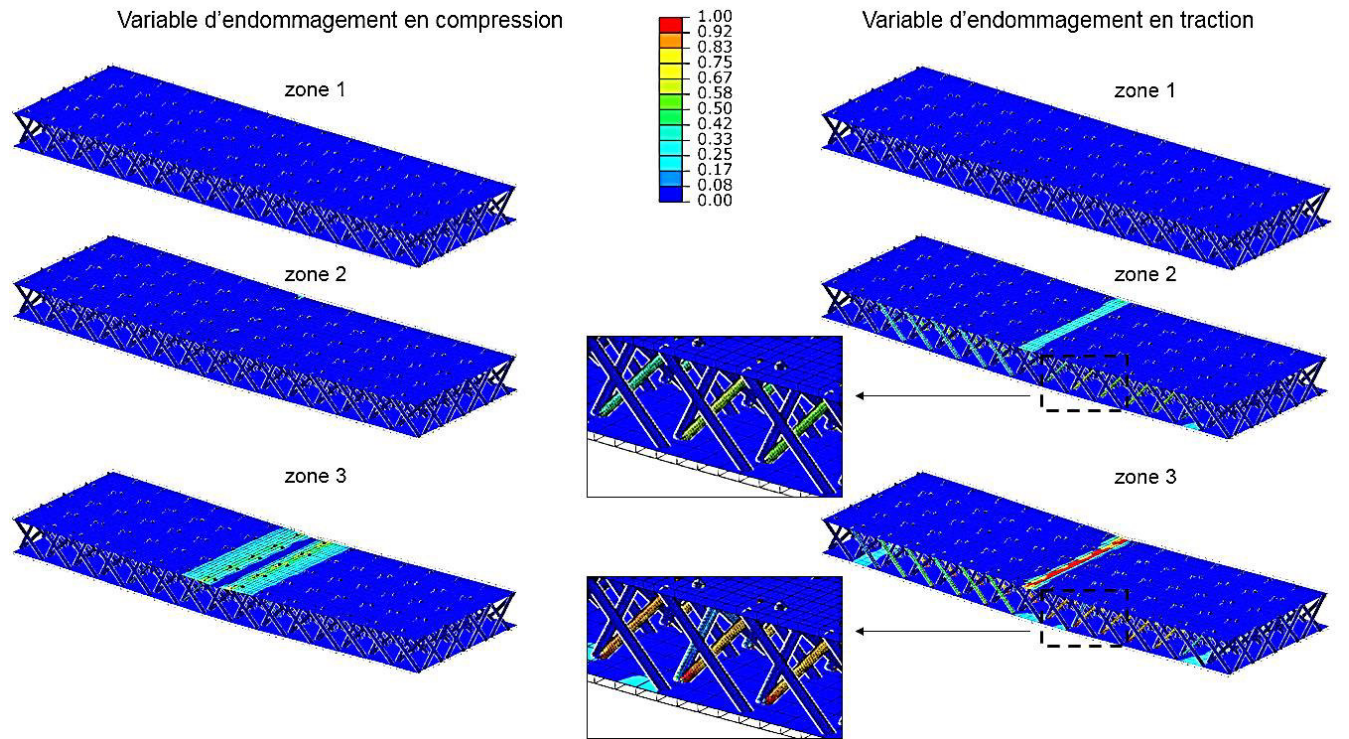 Variable d’endommagement en compression
Variable d’endommagement en traction
1.00
0.92
0.83
0.75
0.67
0.58
0.50
0.42
0.33
0.25
0.17
0.08
0.00
zone 1
zone 1
zone 2
zone 2
zone 3
zone 3